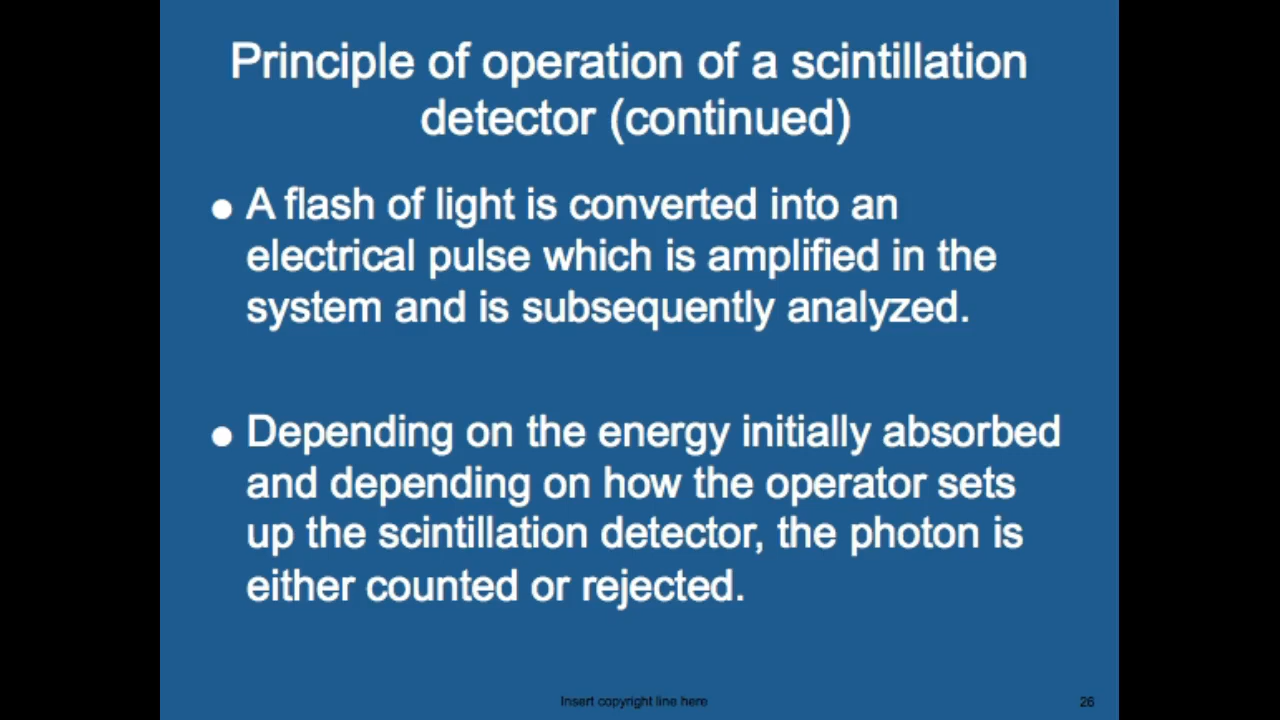 Principle of operation of a scintillation
detector (continued)
● A flash of light is converted into an
electrical pulse which is amplified in the
system and is subsequently analyzed.
● Depending on the energy initially absorbed
and depending on how the operator sets
up the scintillation detector, the photon is
either counted or rejected.
Insert copyright line here
26